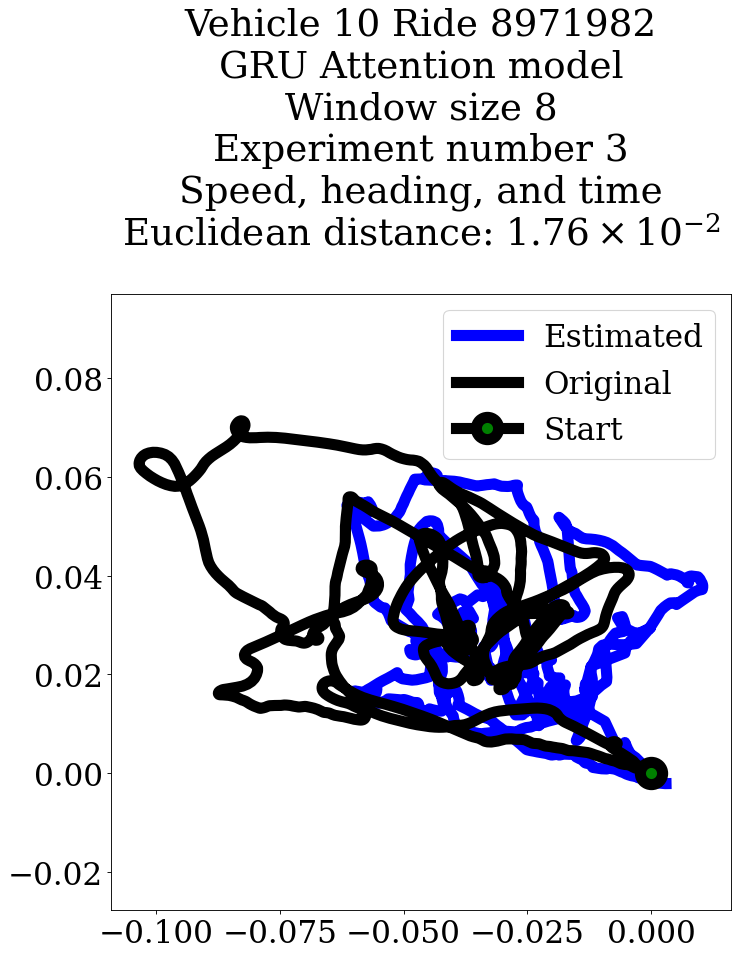 Vehicle 10 Ride 8971982
GRU Attention model
Window size 8
Experiment number 3
Speed, heading, and time
Euclidean distance: 1.76 × 10⁻²
Estimated
Original
Start
0.08
0.06
0.04
0.02
0.00
−0.02
−0.100 −0.075 −0.050 −0.025 0.000